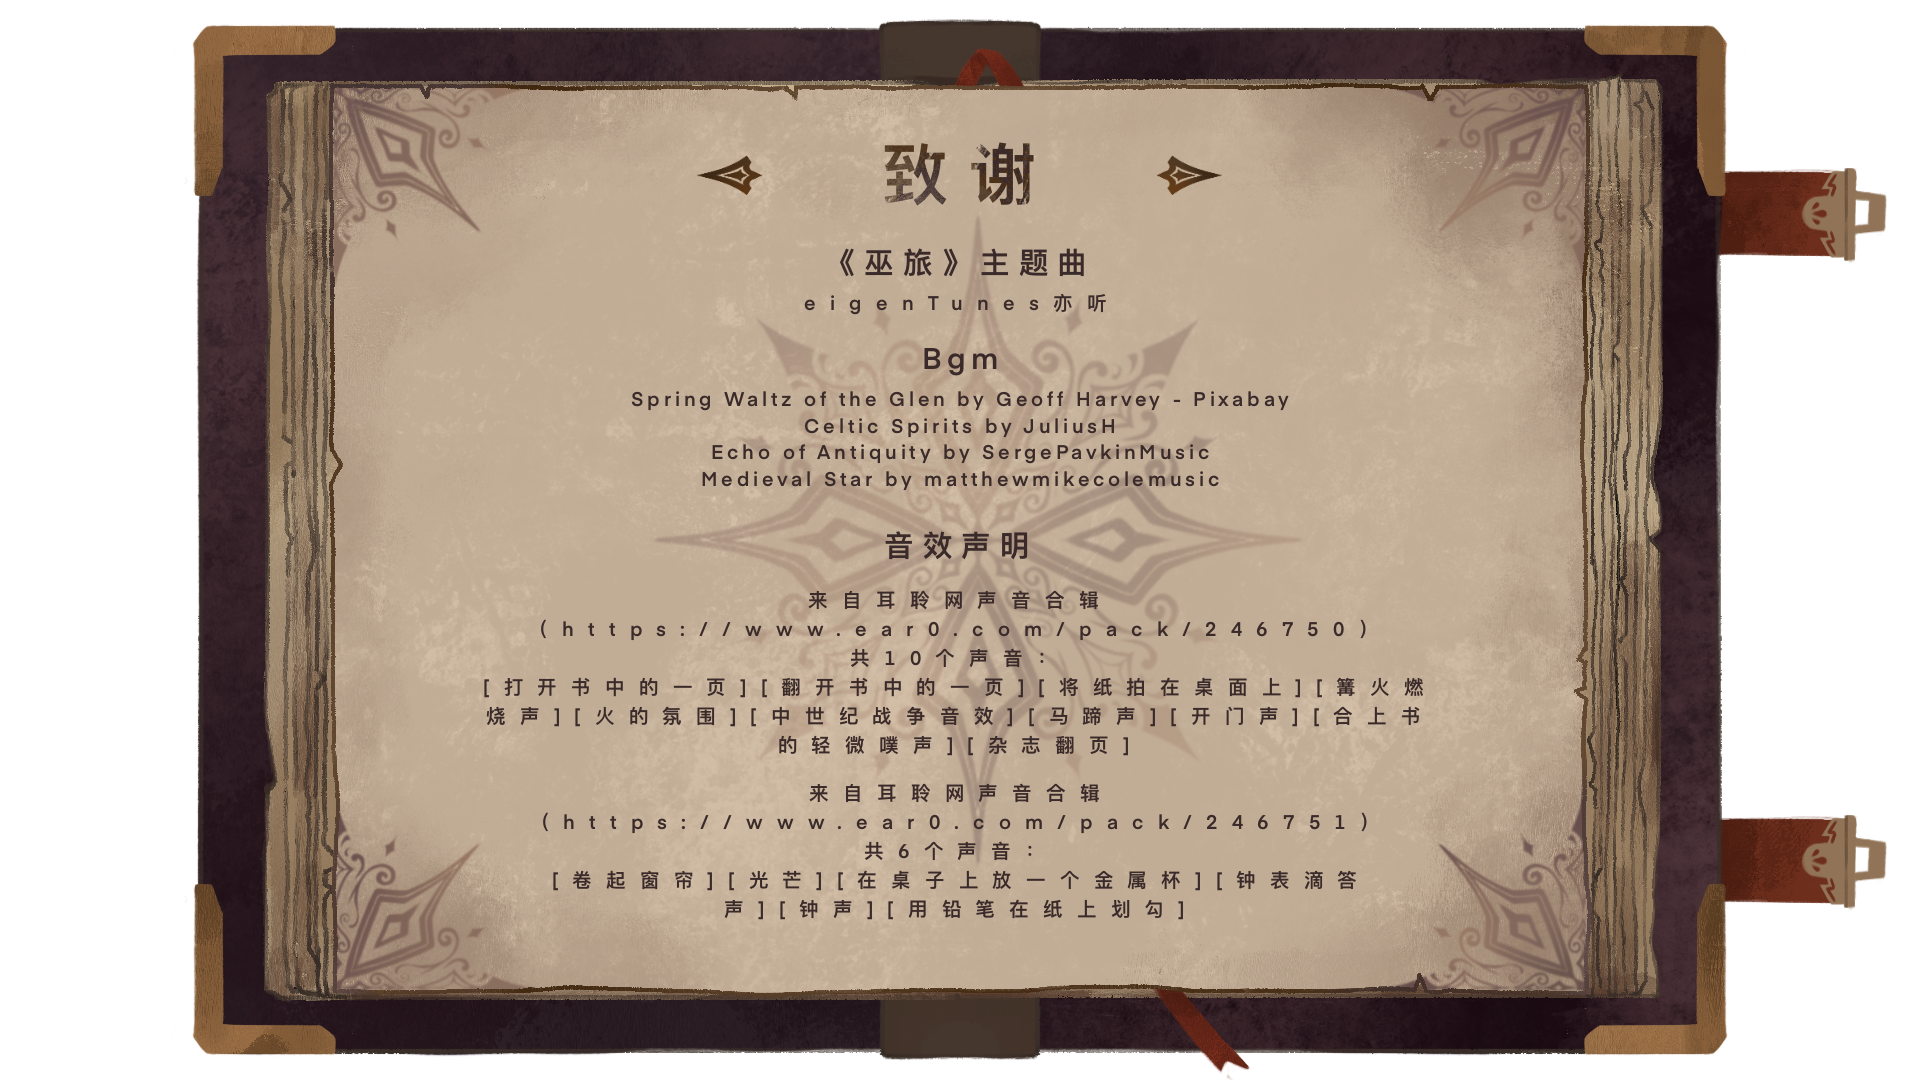 致谢
《巫旅》主题曲
eigenTunes亦听
Bgm
Spring Waltz of the Glen by Geoff Harvey - Pixabay
Celtic Spirits by JuliusH
Echo of Antiquity by SergePavkinMusic
Medieval Star by matthewmikecolemusic
音效声明
来自耳聆网声音合辑
(https://www.ear0.com/pack/246750)
共10个声音：
[打开书中的一页][翻开书中的一页][将纸拍在桌面上][篝火燃
烧声][火的氛围][中世纪战争音效][马蹄声][开门声][合上书
的轻微噗声][杂志翻页]
来自耳聆网声音合辑
(https://www.ear0.com/pack/246751)
共6个声音：
[卷起窗帘][光芒][在桌子上放一个金属杯][钟表滴答
声][钟声][用铅笔在纸上划勾]